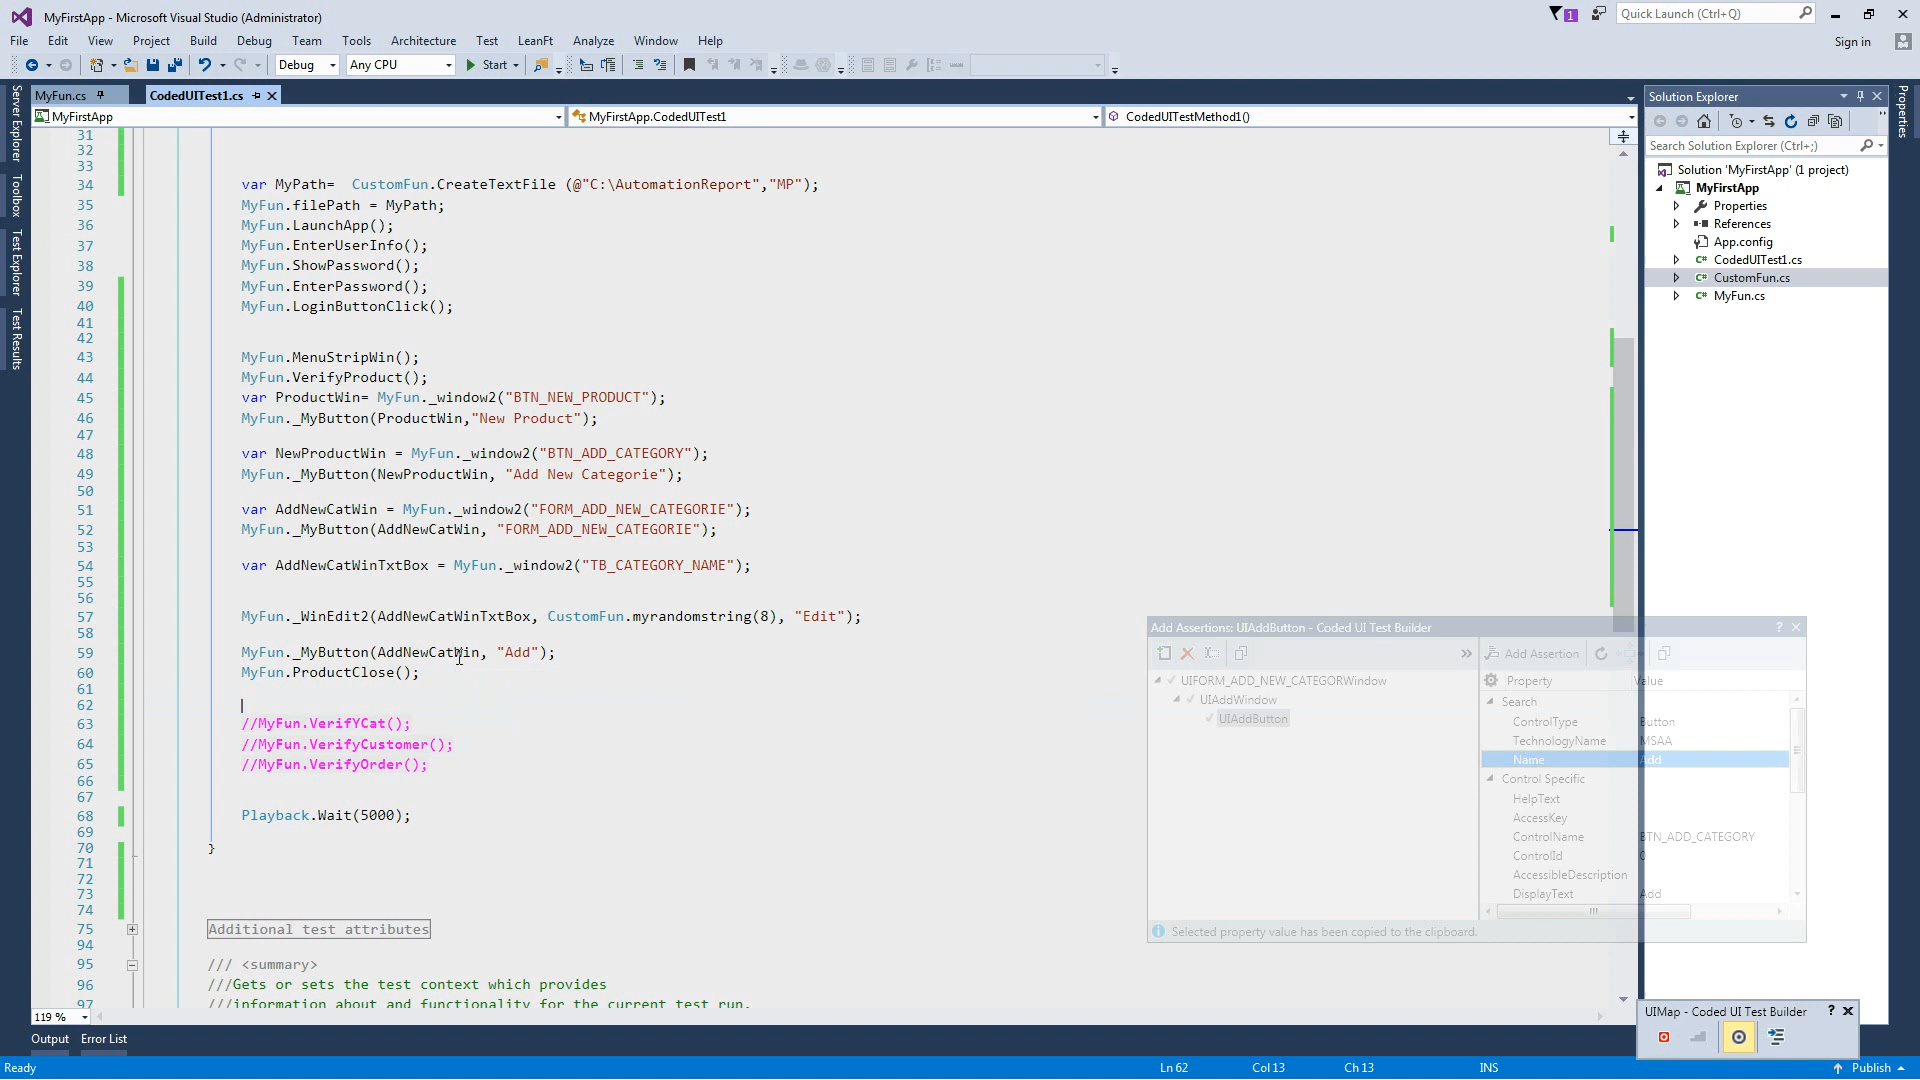 MyFirstApp - Microsoft Visual Studio (Administrator)
1
Quick Launch (Ctrl+Q)
File Edit View Project Build Debug Team Tools Architecture Test LeanFt Analyze Window Help
Sign in
Debug Any CPU Start
MyFun.cs CodedUITest1.cs
MyFirstApp MyFirstApp.CodedUITest1 CodedUITestMethod1()
Server Explorer
Toolbox
Test Explorer
Test Results
31
32
33
34 var MyPath= CustomFun.CreateTextFile (@"C:\AutomationReport","MP");
35 MyFun.filePath = MyPath;
36 MyFun.LaunchApp();
37 MyFun.EnterUserInfo();
38 MyFun.ShowPassword();
39 MyFun.EnterPassword();
40 MyFun.LoginButtonClick();
41
42
43 MyFun.MenuStripWin();
44 MyFun.VerifyProduct();
45 var ProductWin= MyFun._window2("BTN_NEW_PRODUCT");
46 MyFun._MyButton(ProductWin,"New Product");
47
48 var NewProductWin = MyFun._window2("BTN_ADD_CATEGORY");
49 MyFun._MyButton(NewProductWin, "Add New Categorie");
50
51 var AddNewCatWin = MyFun._window2("FORM_ADD_NEW_CATEGORIE");
52 MyFun._MyButton(AddNewCatWin, "FORM_ADD_NEW_CATEGORIE");
53
54 var AddNewCatWinTxtBox = MyFun._window2("TB_CATEGORY_NAME");
55
56
57 MyFun._WinEdit2(AddNewCatWinTxtBox, CustomFun.myrandomstring(8), "Edit");
58
59 MyFun._MyButton(AddNewCatWin, "Add");
60 MyFun.ProductClose();
61
62
63 //MyFun.VerifYCat();
64 //MyFun.VerifyCustomer();
65 //MyFun.VerifyOrder();
66
67
68 Playback.Wait(5000);
69
70 }
71
72
73
74
75 Additional test attributes
94
95 /// <summary>
96 ///Gets or sets the test context which provides
97 ///information about and functionality for the current test run.
119 %
Output Error List
Ready Ln 62 Col 13 Ch 13 INS Publish
Solution Explorer
Search Solution Explorer (Ctrl+;)
Solution 'MyFirstApp' (1 project)
MyFirstApp
Properties
References
App.config
CodedUITest1.cs
CustomFun.cs
MyFun.cs
Properties
Add Assertions: UIAddButton - Coded UI Test Builder ?
Add Assertion
UIFORM_ADD_NEW_CATEGORWindow
UIAddWindow
UIAddButton
Property Value
Search
ControlType Button
TechnologyName MSAA
Name Add
Control Specific
HelpText
AccessKey
ControlName BTN_ADD_CATEGORY
ControlId 0
AccessibleDescription
DisplayText Add
Selected property value has been copied to the clipboard.
UIMap - Coded UI Test Builder ?